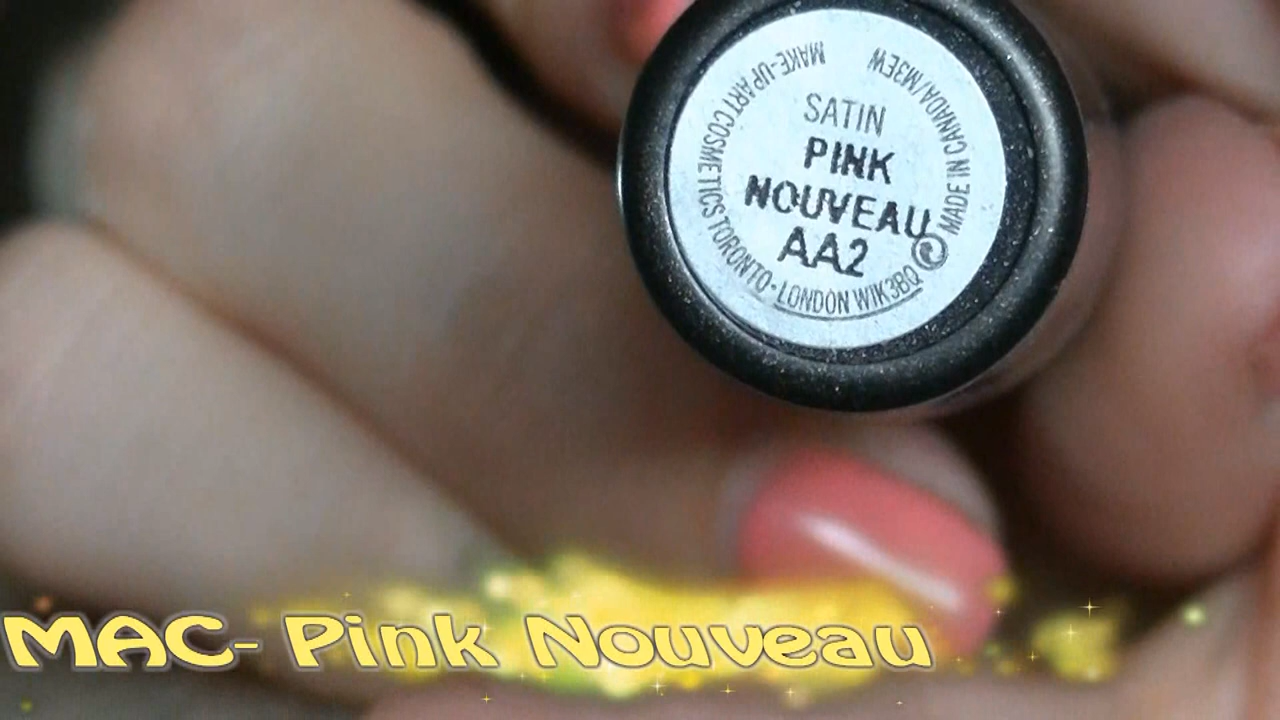 MAKE-UP ART COSMETICS TORONTO · LONDON W1K3BQ
MADE IN CANADA/M3EW
SATIN
PINK
NOUVEAU
AA2
MAC- Pink Nouveau